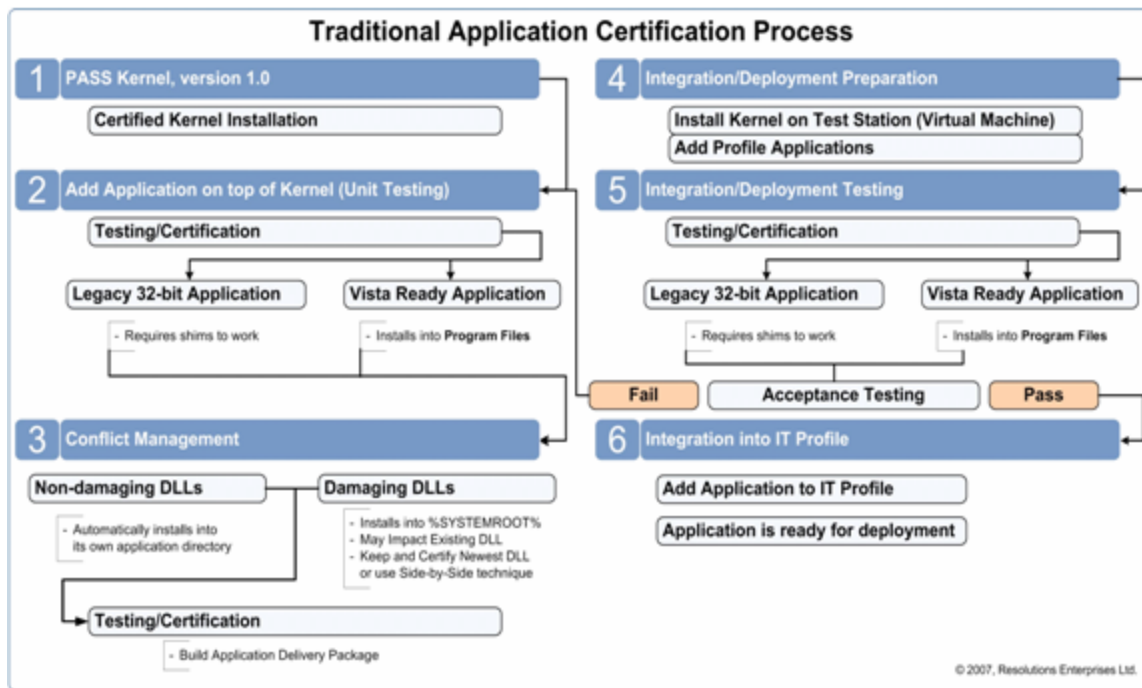 Traditional Application Certification Process
1 PASS Kernel, version 1.0
Certified Kernel Installation
2 Add Application on top of Kernel (Unit Testing)
Testing/Certification
Legacy 32-bit Application
Vista Ready Application
- Requires shims to work
- Installs into Program Files
3 Conflict Management
Non-damaging DLLs
Damaging DLLs
- Automatically installs into
its own application directory
- Installs into %SYSTEMROOT%
- May Impact Existing DLL
- Keep and Certify Newest DLL
or use Side-by-Side technique
Testing/Certification
- Build Application Delivery Package
4 Integration/Deployment Preparation
Install Kernel on Test Station (Virtual Machine)
Add Profile Applications
5 Integration/Deployment Testing
Testing/Certification
Legacy 32-bit Application
Vista Ready Application
- Requires shims to work
- Installs into Program Files
Fail
Acceptance Testing
Pass
6 Integration into IT Profile
Add Application to IT Profile
Application is ready for deployment
© 2007, Resolutions Enterprises Ltd.